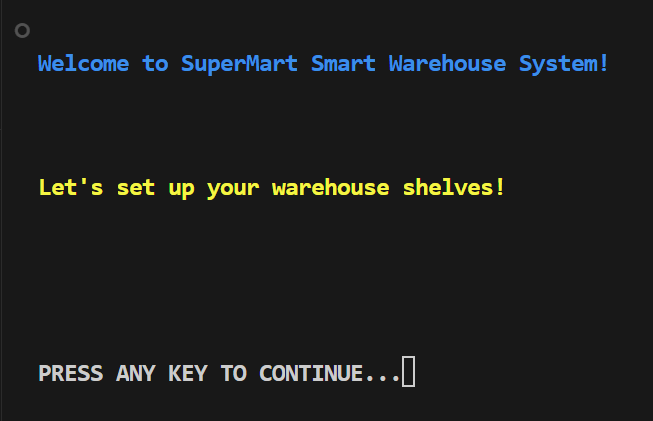 Welcome to SuperMart Smart Warehouse System!
Let's set up your warehouse shelves!
PRESS ANY KEY TO CONTINUE...